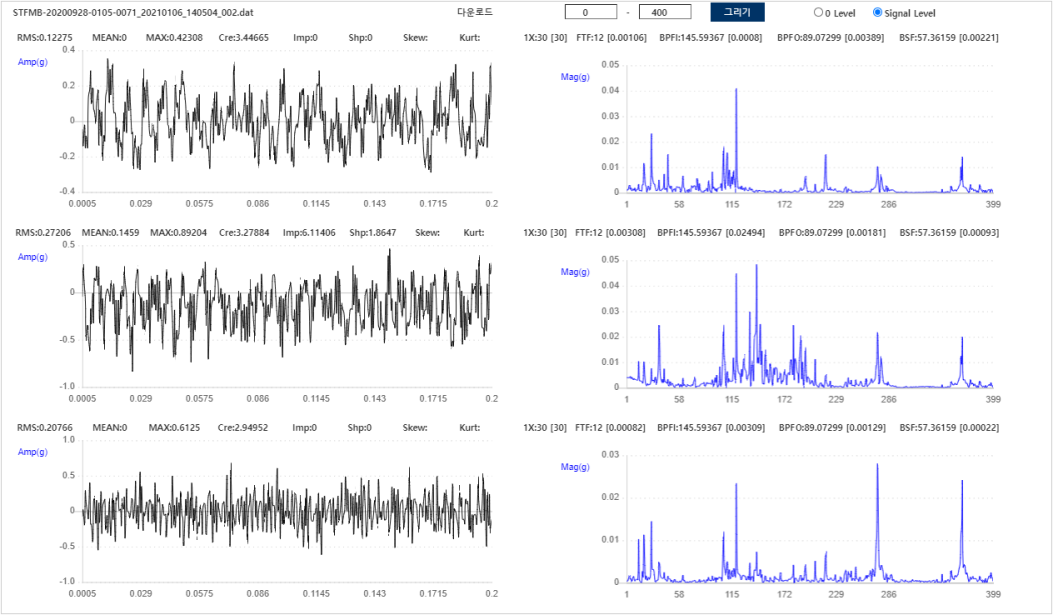 STFMB-20200928-0105-0071_20210106_140504_002.dat 다운로드 0 - 400 그리기 0 Level Signal Level
RMS:0.12275 MEAN:0 MAX:0.42308 Cre:3.44665 Imp:0 Shp:0 Skew: Kurt:
Amp(g)
0.4
0.2
0
-0.2
-0.4
0.0005 0.029 0.0575 0.086 0.1145 0.143 0.1715 0.2
1X:30 [30] FTF:12 [0.00106] BPFI:145.59367 [0.0008] BPFO:89.07299 [0.00389] BSF:57.36159 [0.00221]
Mag(g)
0.05
0.04
0.03
0.02
0.01
0
1 58 115 172 229 286 399
RMS:0.27206 MEAN:0.1459 MAX:0.89204 Cre:3.27884 Imp:6.11406 Shp:1.8647 Skew: Kurt:
Amp(g)
0.5
0
-0.5
-1.0
0.0005 0.029 0.0575 0.086 0.1145 0.143 0.1715 0.2
1X:30 [30] FTF:12 [0.00308] BPFI:145.59367 [0.02494] BPFO:89.07299 [0.00181] BSF:57.36159 [0.00093]
Mag(g)
0.05
0.04
0.03
0.02
0.01
0
1 58 115 172 229 286 399
RMS:0.20766 MEAN:0 MAX:0.6125 Cre:2.94952 Imp:0 Shp:0 Skew: Kurt:
Amp(g)
1.0
0.5
0
-0.5
-1.0
0.0005 0.029 0.0575 0.086 0.1145 0.143 0.1715 0.2
1X:30 [30] FTF:12 [0.00082] BPFI:145.59367 [0.00309] BPFO:89.07299 [0.00129] BSF:57.36159 [0.00022]
Mag(g)
0.03
0.02
0.01
0
1 58 115 172 229 286 399